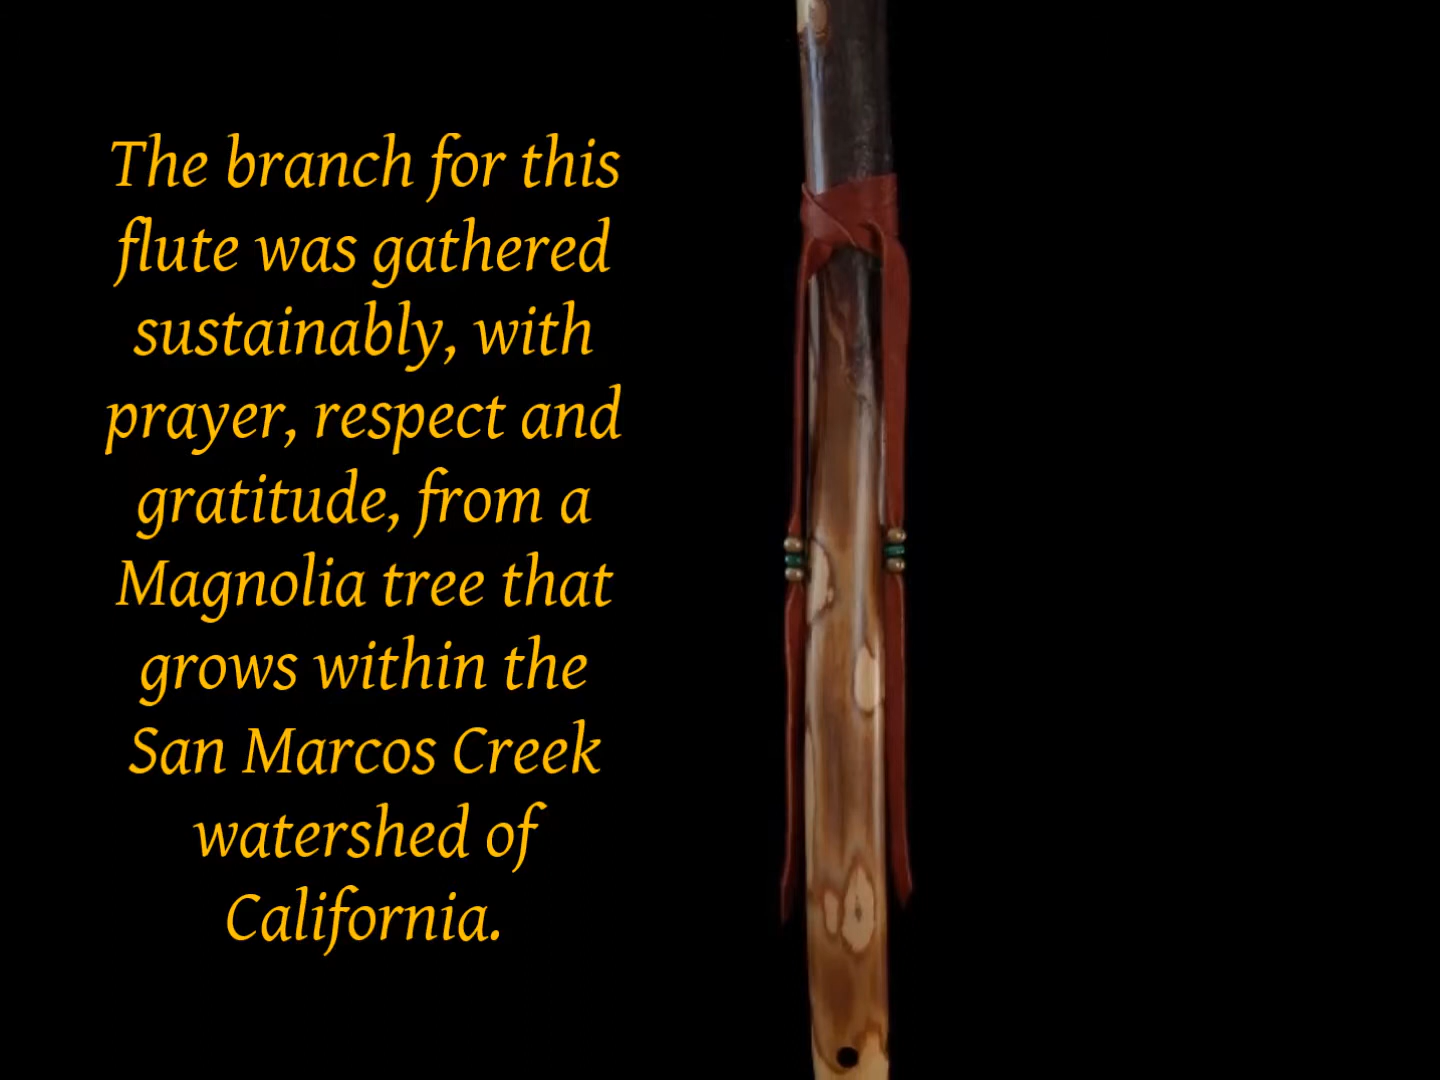 The branch for this
flute was gathered
sustainably, with
prayer, respect and
gratitude, from a
Magnolia tree that
grows within the
San Marcos Creek
watershed of
California.